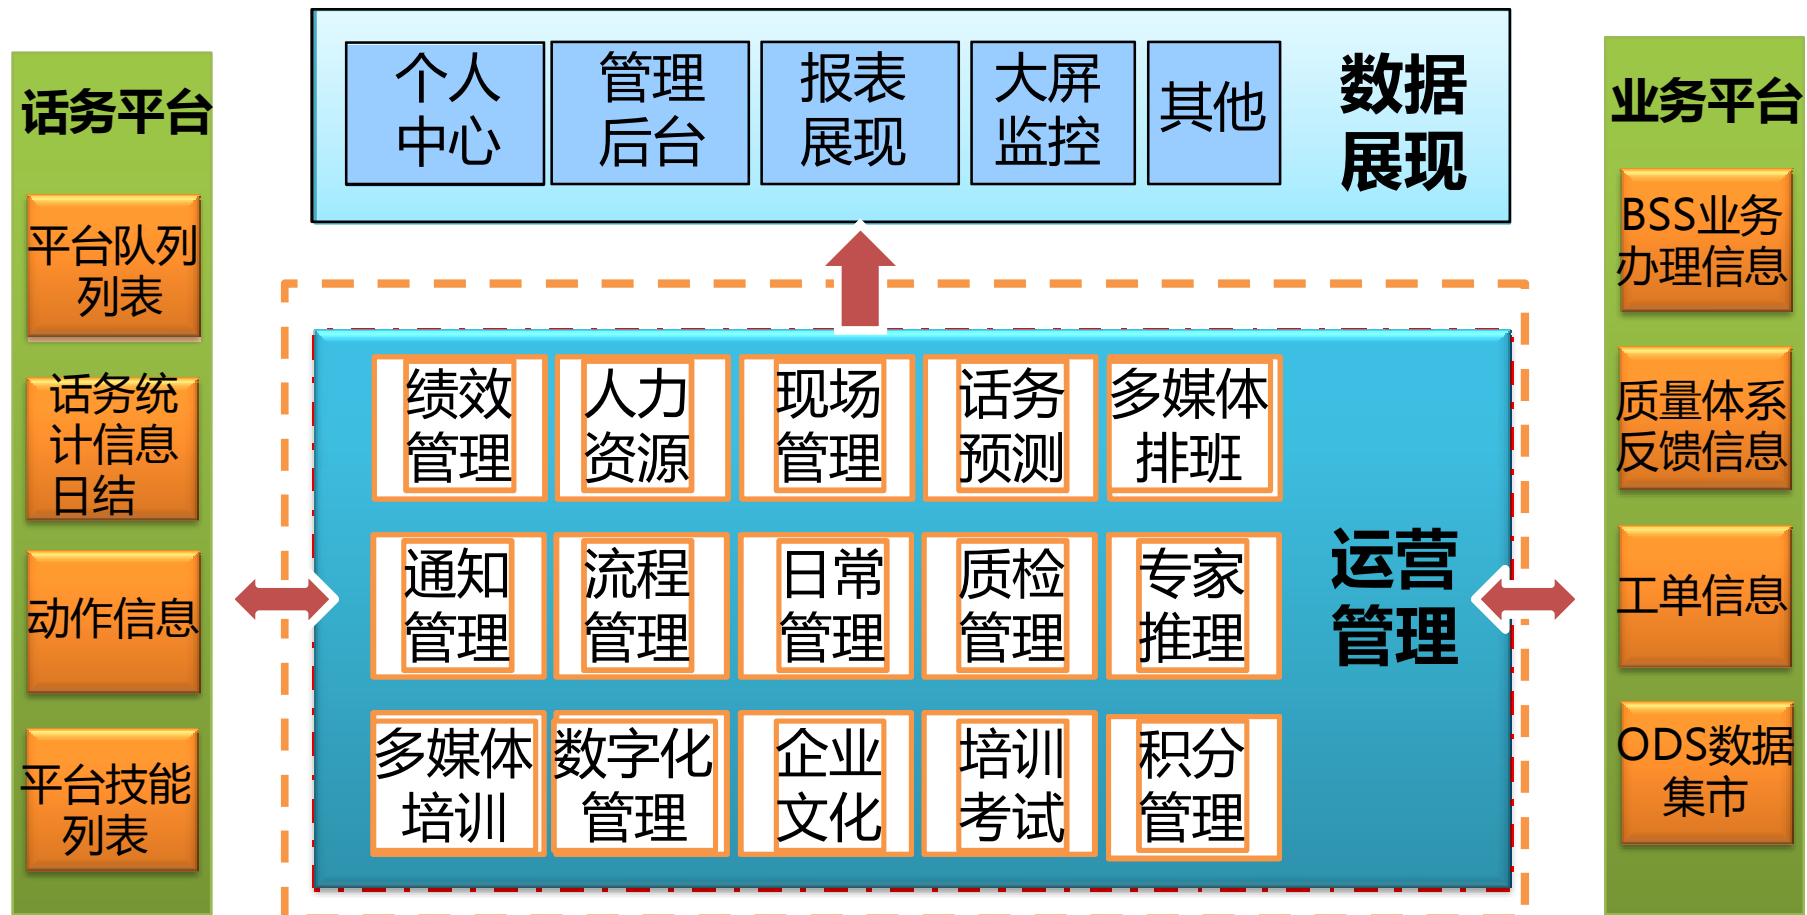 话务平台
平台队列
列表
话务统
计信息
日结
动作信息
平台技能
列表
个人
中心
管理
后台
报表
展现
大屏
监控
其他
数据
展现
绩效
管理
人力
资源
现场
管理
话务
预测
多媒体
排班
通知
管理
流程
管理
日常
管理
质检
管理
专家
推理
多媒体
培训
数字化
管理
企业
文化
培训
考试
积分
管理
运营
管理
业务平台
BSS业务
办理信息
质量体系
反馈信息
工单信息
ODS数据
集市